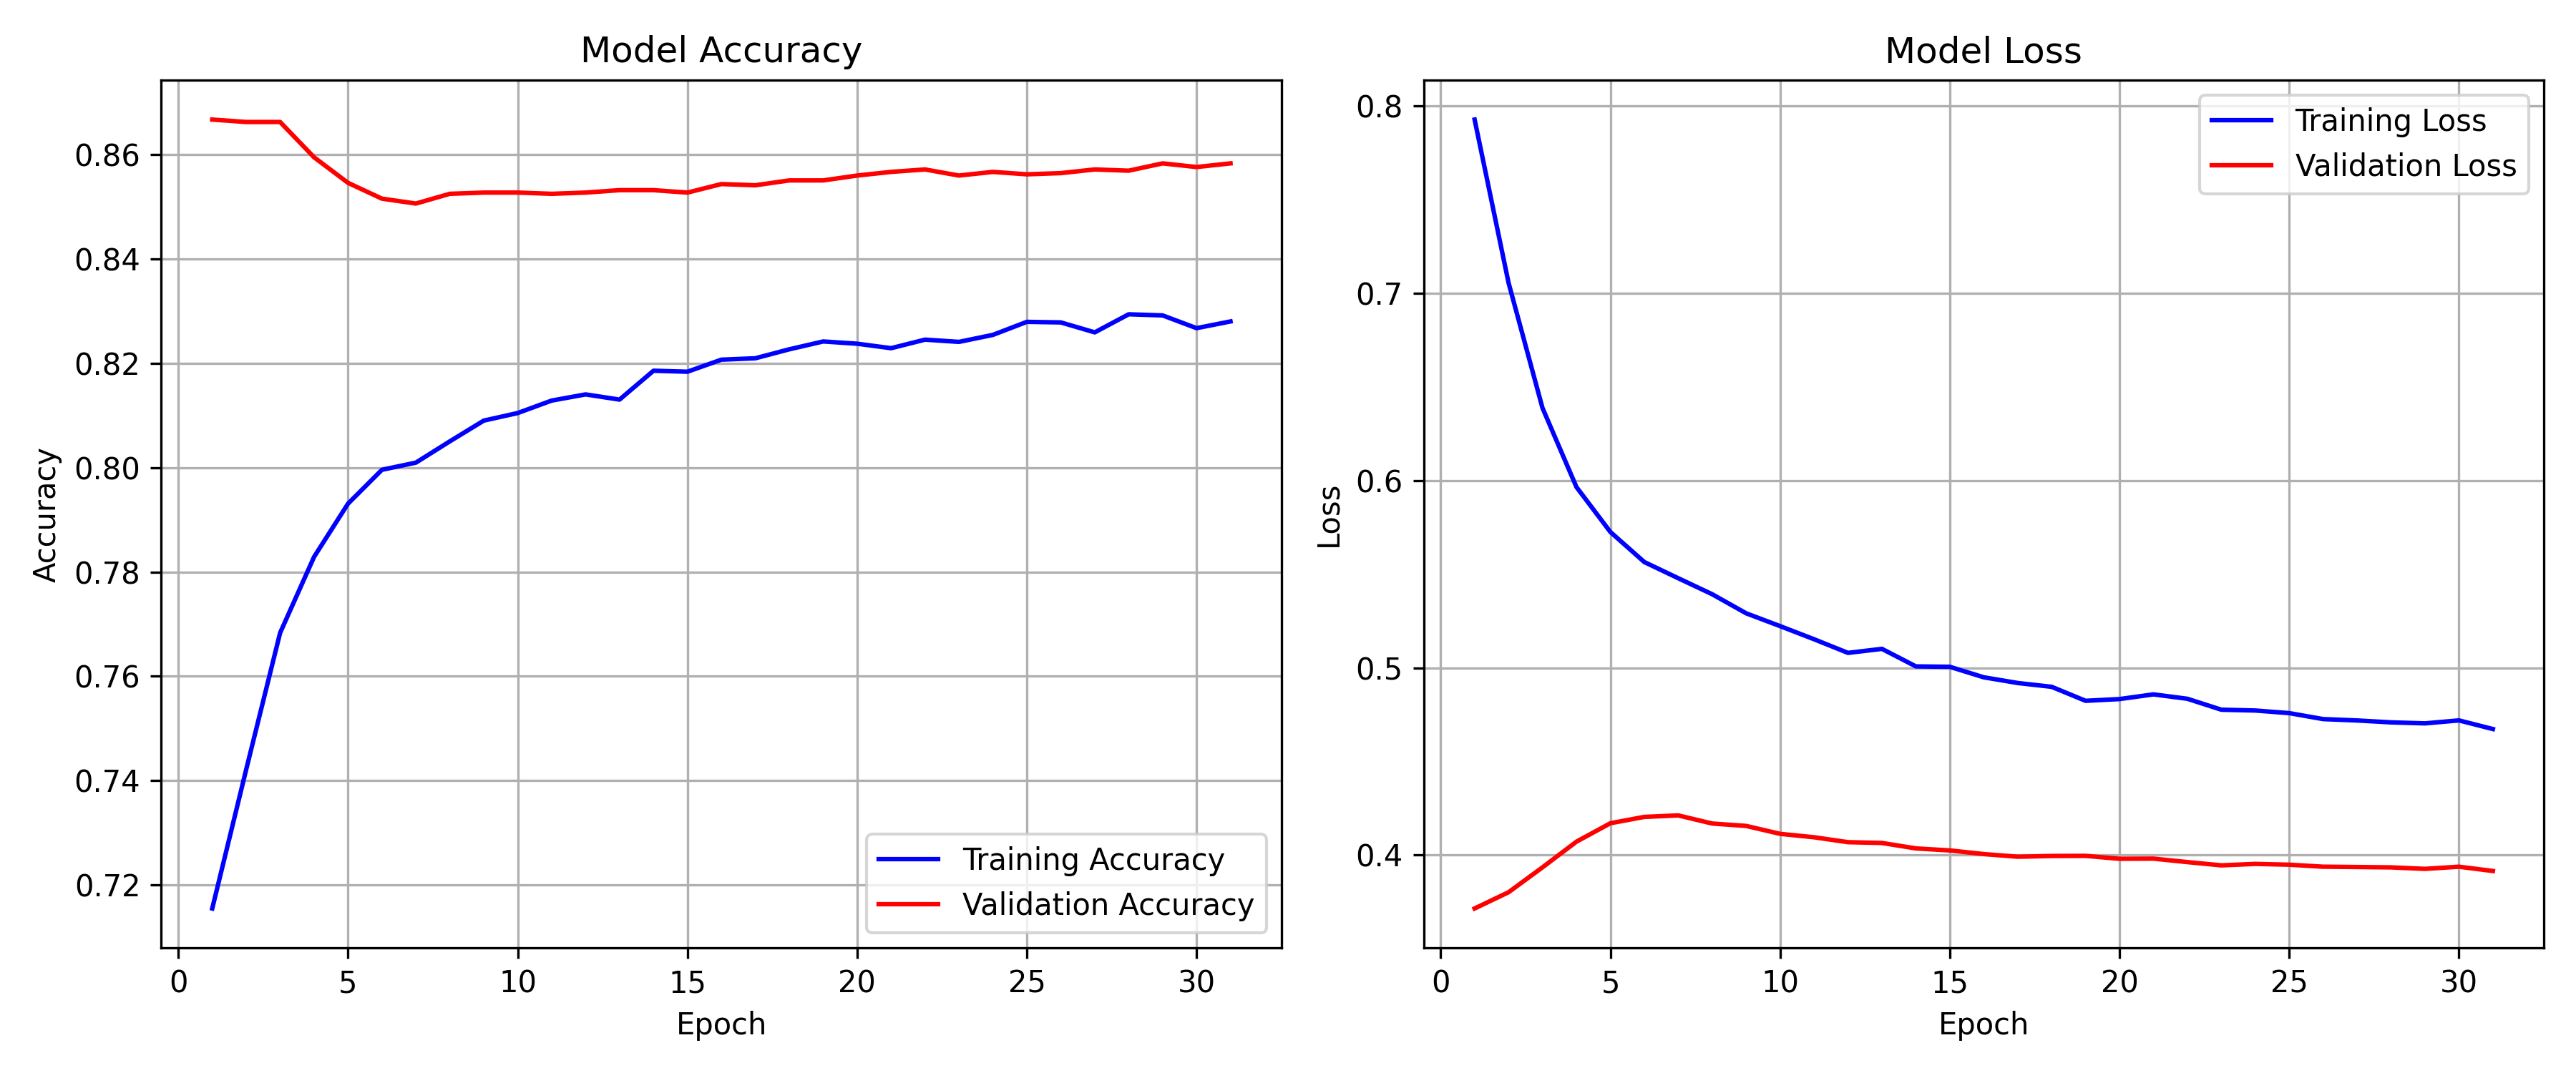 Model Accuracy
Accuracy
0.86
0.84
0.82
0.80
0.78
0.76
0.74
0.72
0 5 10 15 20 25 30
Epoch
Training Accuracy
Validation Accuracy
Model Loss
Loss
0.8
0.7
0.6
0.5
0.4
0 5 10 15 20 25 30
Epoch
Training Loss
Validation Loss